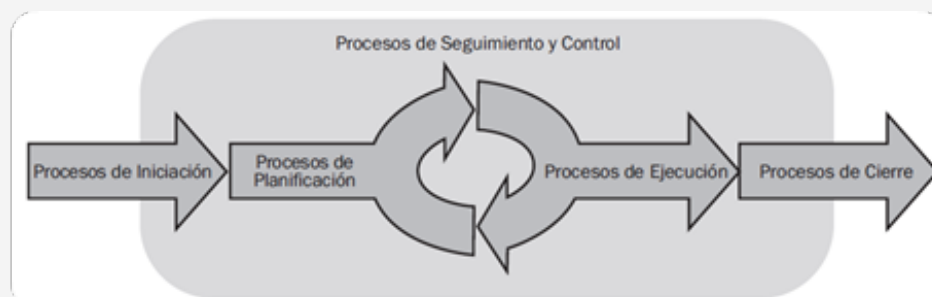 Procesos de Seguimiento y Control
Procesos de Iniciación
Procesos de
Planificación
Procesos de Ejecución
Procesos de Cierre